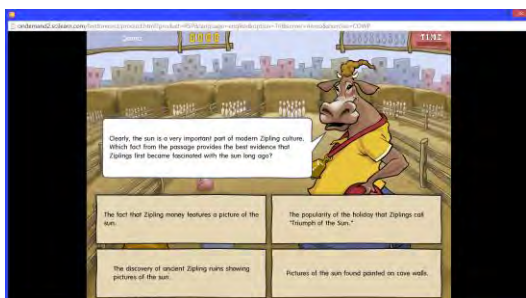 TIME
Clearly, the sun is a very important part of modern Zipling culture.
Which fact from the passage provides the best evidence that
Ziplings first became fascinated with the sun long ago?
The fact that Zipling money features a picture of the
sun.
The popularity of the holiday that Ziplings call
"Triumph of the Sun."
The discovery of ancient Zipling ruins showing
pictures of the sun.
Pictures of the sun found painted on cave walls.